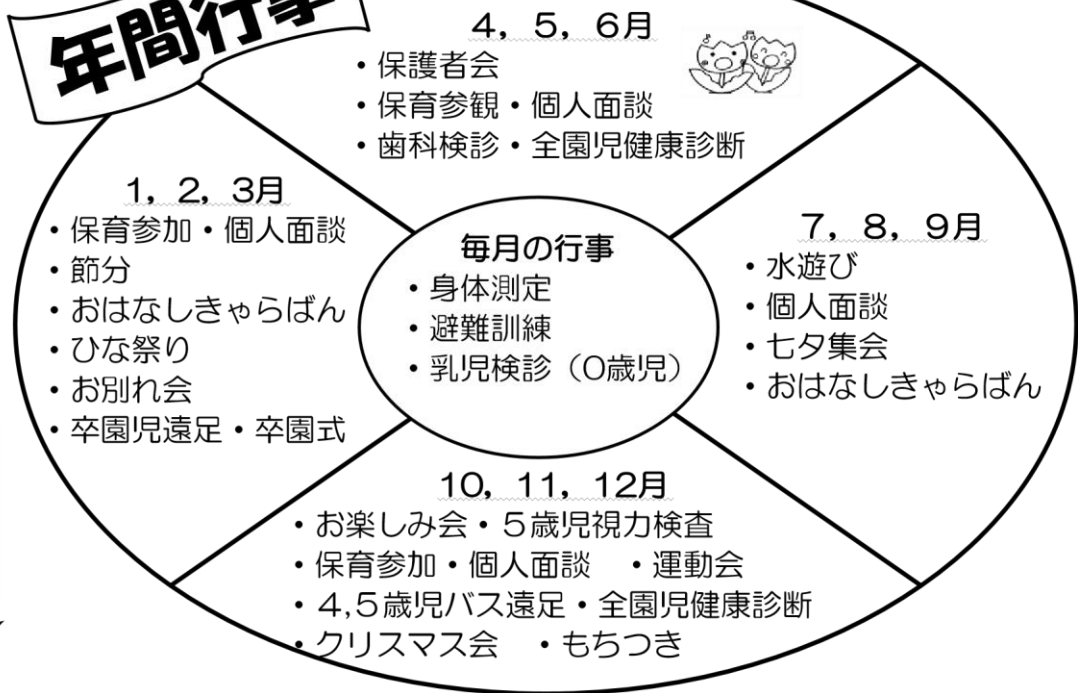 年間行事
4，5，6月
・保護者会
・保育参観・個人面談
・歯科検診・全園児健康診断
1，2，3月
・保育参加・個人面談
・節分
・おはなしきゃらばん
・ひな祭り
・お別れ会
・卒園児遠足・卒園式
毎月の行事
・身体測定
・避難訓練
・乳児検診（0歳児）
7，8，9月
・水遊び
・個人面談
・七夕集会
・おはなしきゃらばん
10，11，12月
・お楽しみ会・5歳児視力検査
・保育参加・個人面談　・運動会
・4,5歳児バス遠足・全園児健康診断
・クリスマス会　・もちつき